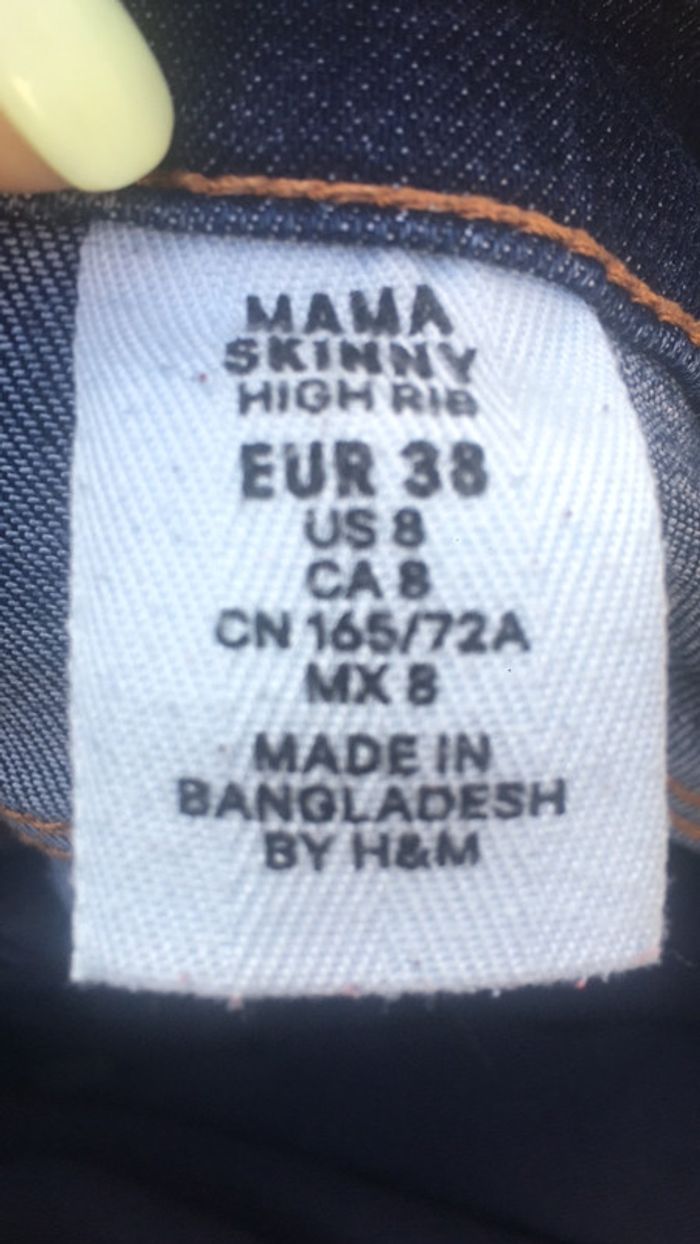 MAMA
SKINNY
HIGH RIB
EUR 38
US 8
CA 8
CN 165/72A
MX 8
MADE IN
BANGLADESH
BY H&M